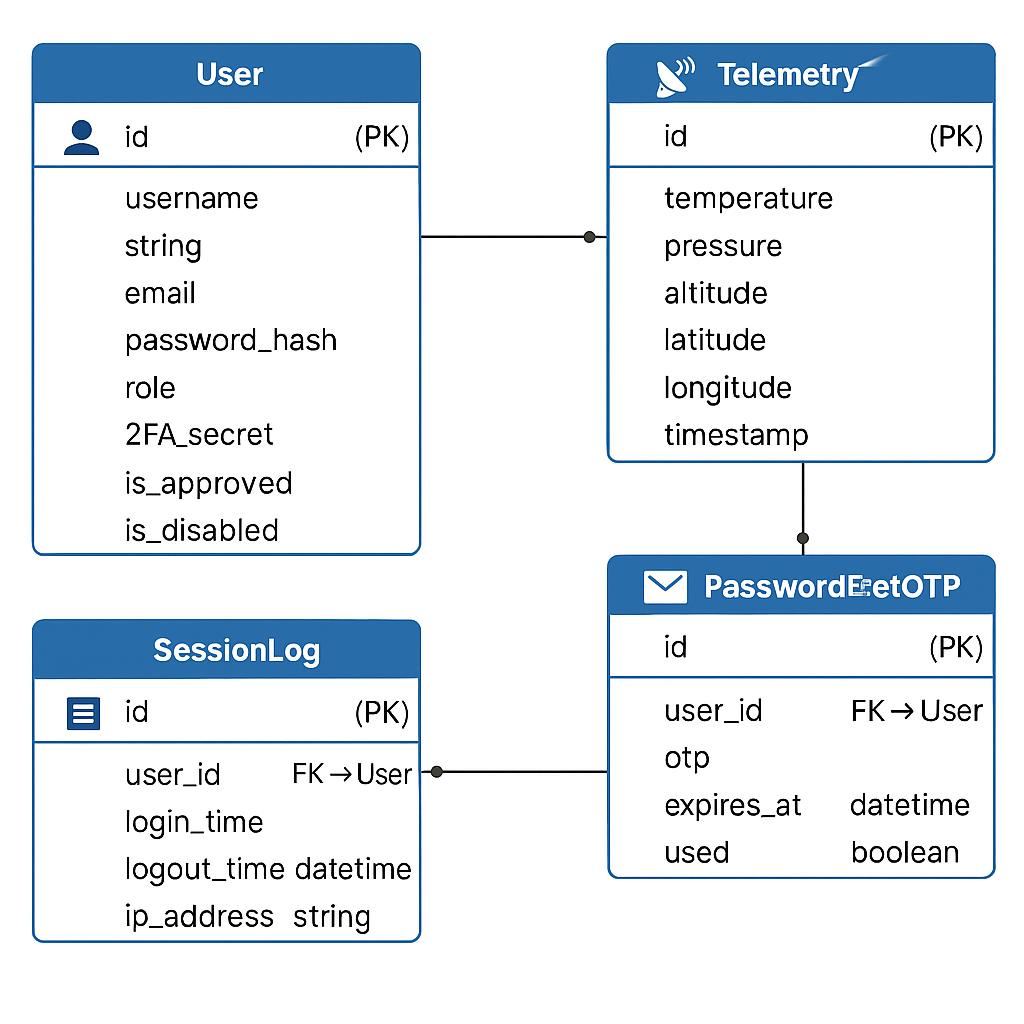 User
id (PK)
username
string
email
password_hash
role
2FA_secret
is_approved
is_disabled
Telemetry
id (PK)
temperature
pressure
altitude
latitude
longitude
timestamp
SessionLog
id (PK)
user_id FK→User
login_time
logout_time datetime
ip_address string
id (PK)
user_id FK→User
otp
expires_at datetime
used boolean